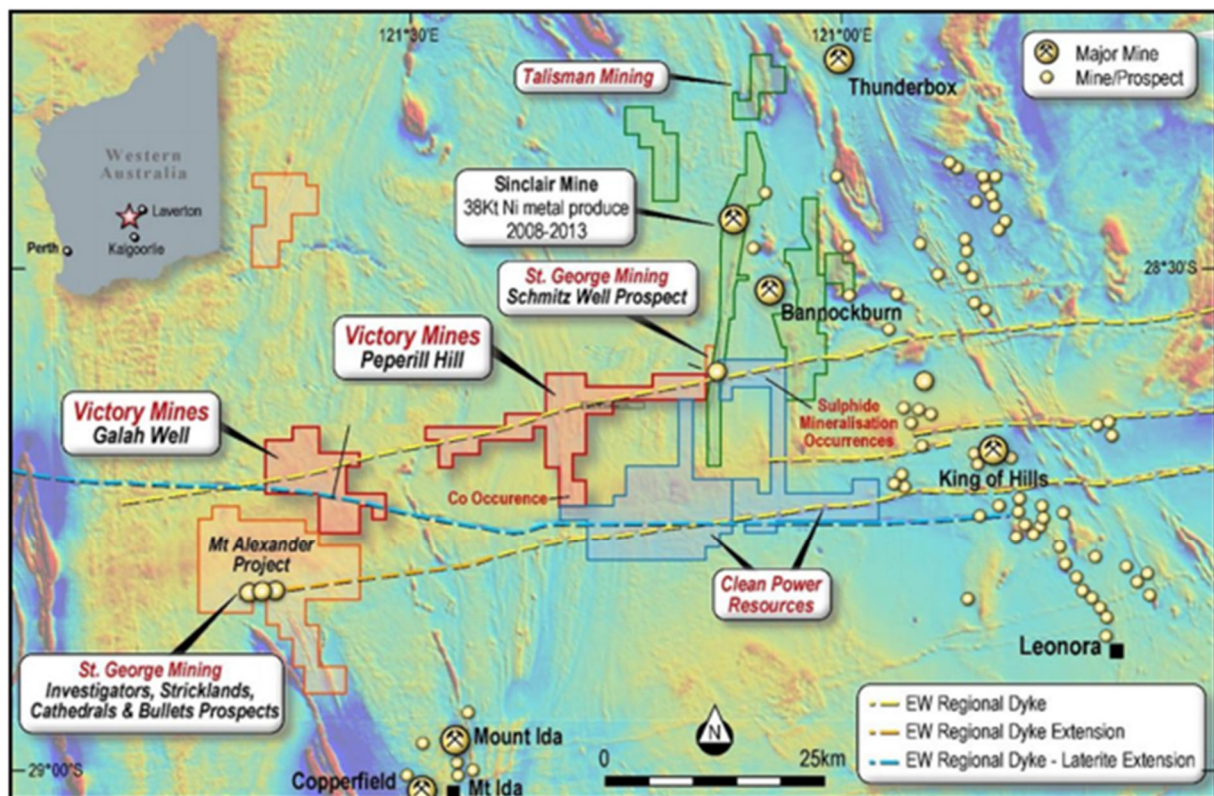 121°30'E
121°00'E
Major Mine
Mine/Prospect
Talisman Mining
Thunderbox
Western
Australia
Laverton
Perth
Kalgoorlie
Sinclair Mine
38Kt Ni metal produce
2008-2013
St. George Mining
Schmitz Well Prospect
28°30'S
Bannockburn
Victory Mines
Peperill Hill
Victory Mines
Galah Well
Sulphide
Mineralisation
Occurrences
King of Hills
Co Occurence
Mt Alexander
Project
Clean Power
Resources
Leonora
St. George Mining
Investigators, Stricklands,
Cathedrals & Bullets Prospects
EW Regional Dyke
EW Regional Dyke Extension
EW Regional Dyke - Laterite Extension
N
0
25km
Mount Ida
29°00'S
Copperfield
Mt Ida